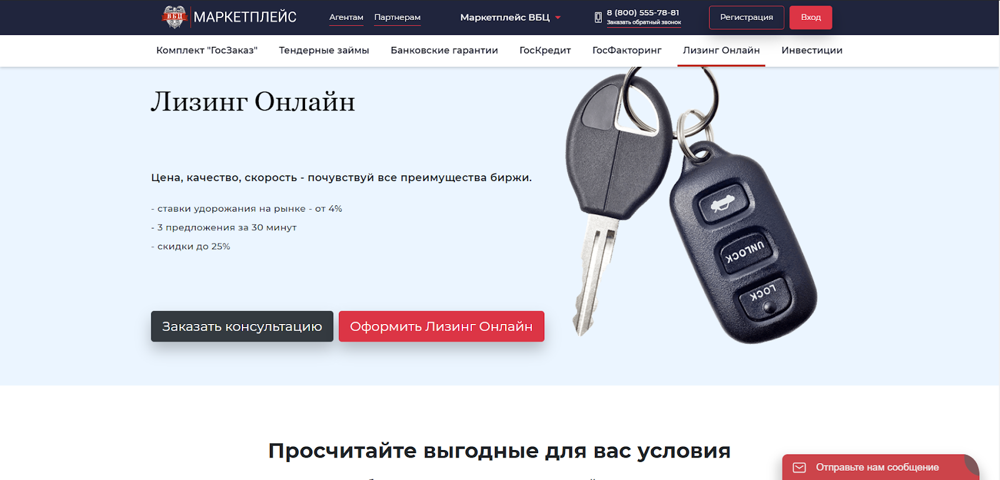 ВБЦ МАРКЕТПЛЕЙС
Агентам Партнерам
Маркетплейс ВБЦ
8 (800) 555-78-81
Заказать обратный звонок
Регистрация
Вход
Комплект "ГосЗаказ" Тендерные займы Банковские гарантии ГосКредит ГосФакторинг Лизинг Онлайн Инвестиции
Лизинг Онлайн
Цена, качество, скорость - почувствуй все преимущества биржи.
- ставки удорожания на рынке - от 4%
- 3 предложения за 30 минут
- скидки до 25%
UNLOCK
LOCK
Заказать консультацию
Оформить Лизинг Онлайн
Просчитайте выгодные для вас условия
Отправьте нам сообщение